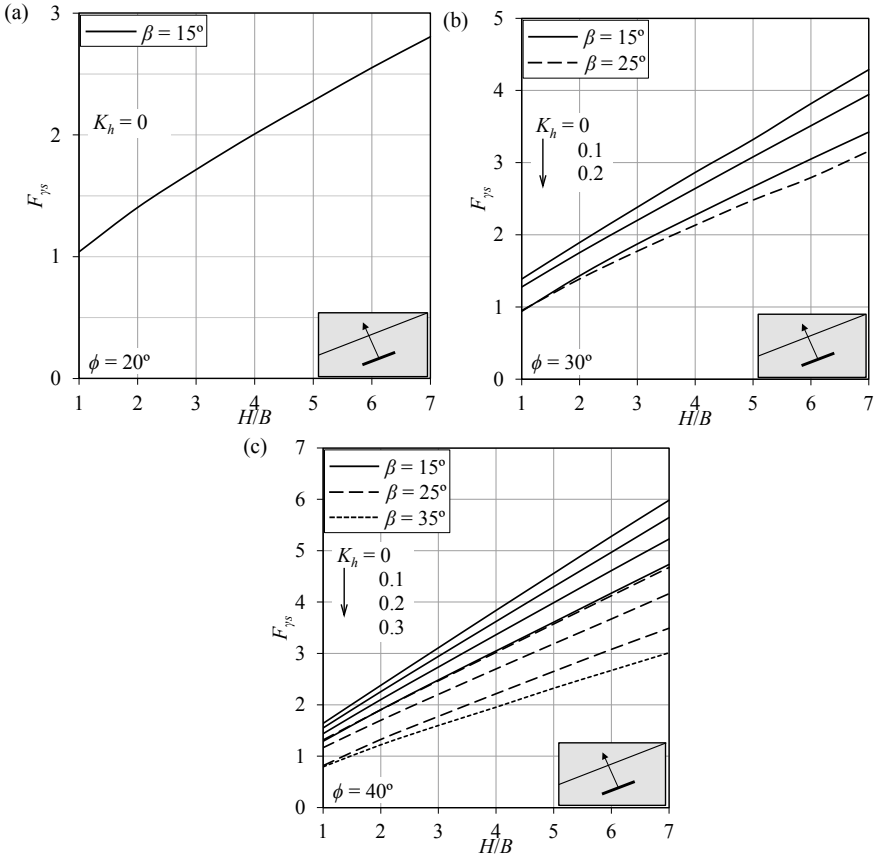 (a)
3
2
1
0
β = 15º
K_h = 0
F_γs
ϕ = 20º
1 2 3 4 5 6 7
H/B
(b)
5
4
3
2
1
0
β = 15º
β = 25º
K_h = 0
0.1
0.2
F_γs
ϕ = 30º
1 2 3 4 5 6 7
H/B
(c)
7
6
5
4
3
2
1
0
β = 15º
β = 25º
β = 35º
K_h = 0
0.1
0.2
0.3
F_γs
ϕ = 40º
1 2 3 4 5 6 7
H/B